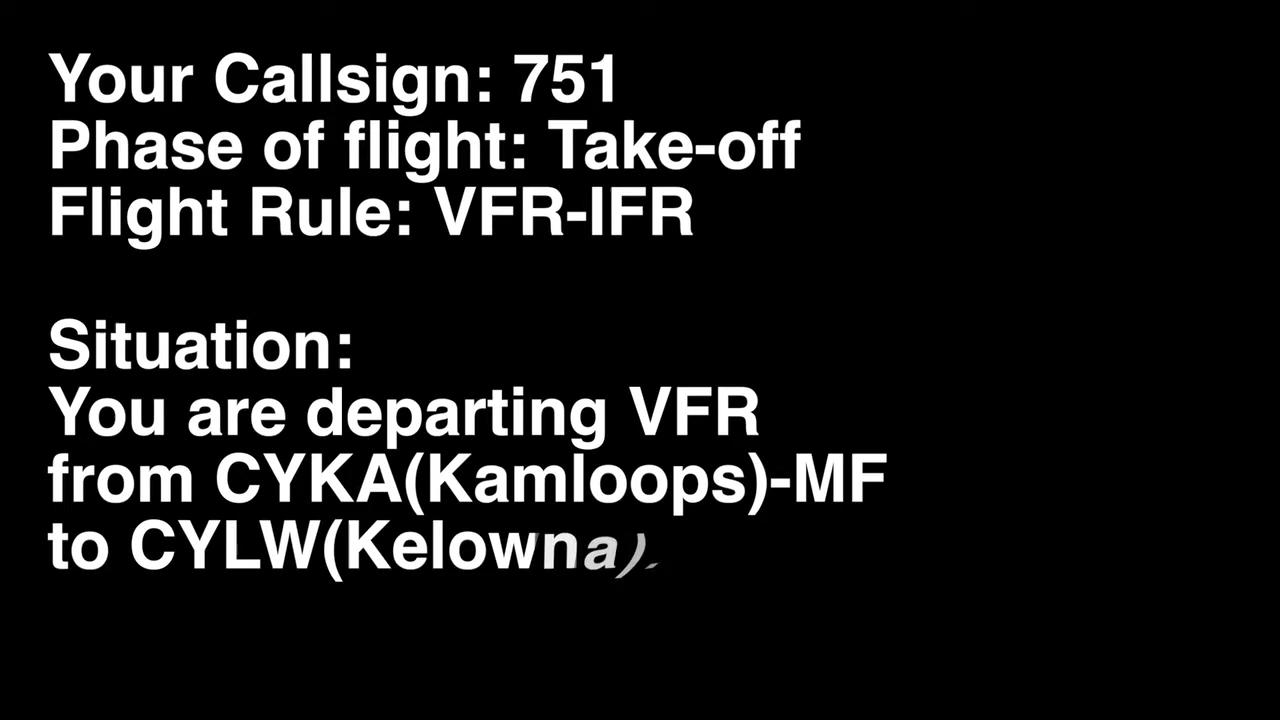 Your Callsign: 751
Phase of flight: Take-off
Flight Rule: VFR-IFR
Situation:
You are departing VFR
from CYKA(Kamloops)-MF
to CYLW(Kelowna).